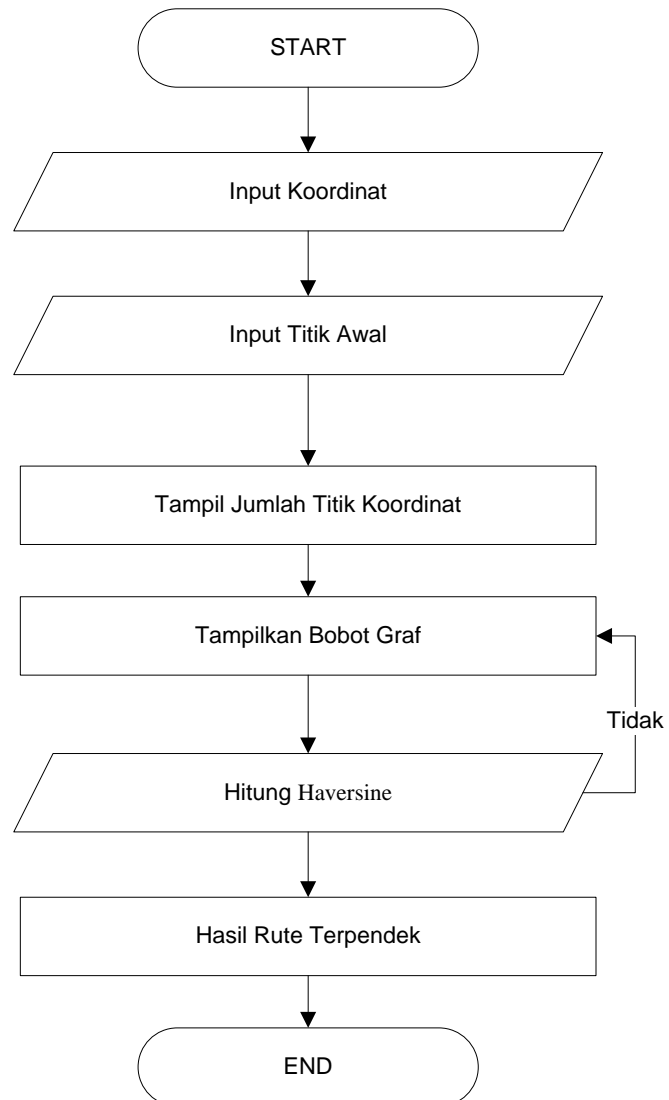 START
Input Koordinat
Input Titik Awal
Tampil Jumlah Titik Koordinat
Tampilkan Bobot Graf
Tidak
Hitung Haversine
Hasil Rute Terpendek
END